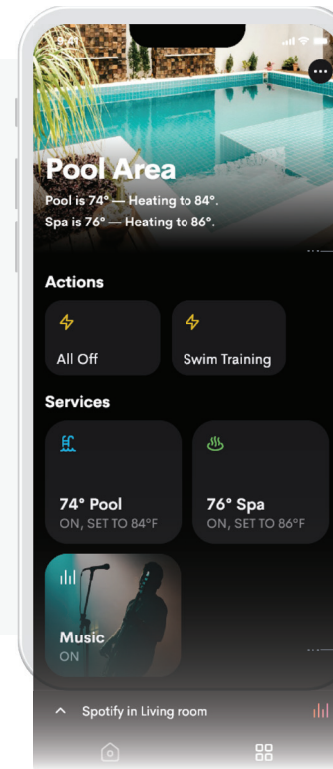 9:41
Pool Area
Pool is 74° — Heating to 84°.
Spa is 76° — Heating to 86°.
Actions
All Off
Swim Training
Services
74° Pool
ON, SET TO 84°F
76° Spa
ON, SET TO 86°F
Music
ON
Spotify in Living room